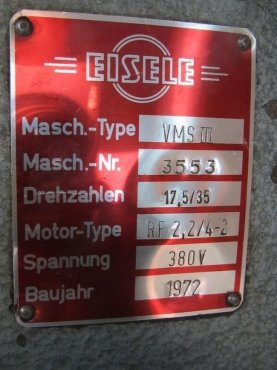 EISELE
Masch.-Type VMS III
Masch.-Nr. 3553
Drehzahlen 17,5/35
Motor-Type RF 2,2/4-2
Spannung 380V
Baujahr 1972